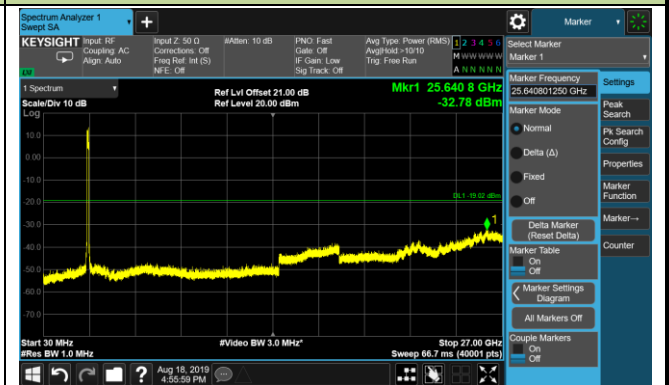 Spectrum Analyzer 1
Swept SA
Marker
KEYSIGHT
Input: RF
Coupling: AC
Align: Auto
Input Z: 50 Ω
Corrections: Off
Freq Ref: Int (S)
NFE: Off
#Atten: 10 dB
PNO: Fast
Gate: Off
IF Gain: Low
Sig Track: Off
Avg Type: Power (RMS)
Avg|Hold:>10/10
Trig: Free Run
1 2 3 4 5 6
M W W W W W
A N N N N N
Select Marker
Marker 1
1 Spectrum
Scale/Div 10 dB
Log
Ref Lvl Offset 21.00 dB
Ref Level 20.00 dBm
Mkr1 25.640 8 GHz
-32.78 dBm
10.0
0.00
-10.0
-20.0
-30.0
-40.0
-50.0
-60.0
-70.0
DL1 -19.02 dBm
1
Start 30 MHz
#Res BW 1.0 MHz
#Video BW 3.0 MHz*
Stop 27.00 GHz
Sweep 66.7 ms (40001 pts)
Marker Frequency
25.640801250 GHz
Marker Mode
Normal
Delta (Δ)
Fixed
Off
Delta Marker
(Reset Delta)
Marker Table
On
Off
Marker Settings
Diagram
All Markers Off
Couple Markers
On
Off
Settings
Peak
Search
Pk Search
Config
Properties
Marker
Function
Marker→
Counter
Aug 18, 2019
4:55:59 PM